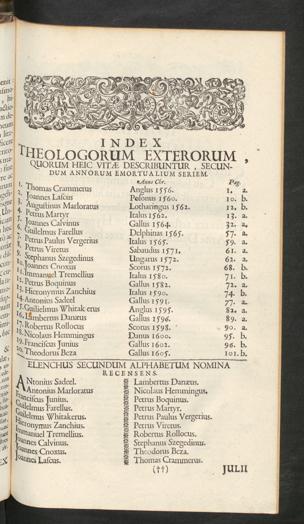 INDEX
THEOLOGORUM EXTERORUM,
QUORUM HEIC VITÆ DESCRIBUNTUR, SECUN-
DUM ANNORUM EMORTUALIUM SERIEM.
Anno Chr. Pag.
1. Thomas Crammerus Anglus 1556. 1. a.
2. Joannes Lascus Polonus 1560. 10. b.
3. Augustinus Marloratus Lotharingus 1562. 12. b.
4. Petrus Martyr Italus 1562. 13. a.
5. Joannes Calvinus Gallus 1564. 32. a.
6. Guilelmus Farellus Delphinus 1565. 57. a.
7. Petrus Paulus Vergerius Italus 1565. 59. a.
8. Petrus Viretus Sabaudus 1571. 61. a.
9. Stephanus Szegedinus Ungarus 1572. 62. a.
10. Joannes Cnoxus Scotus 1572. 68. b.
11. Immanuel Tremellius Italus 1580. 71. b.
12. Petrus Boquinus Gallus 1582. 72. a.
13. Hieronymus Zanchius Italus 1590. 74. b.
14. Antonius Sadeel Gallus 1591. 77. a.
15. Guilielmus Whitakerus Anglus 1595. 82. a.
16. Lambertus Danæus Gallus 1596. 89. a.
17. Robertus Rollocus Scotus 1598. 90. a.
18. Nicolaus Hemmingus Danus 1600. 95. b.
19. Franciscus Junius Gallus 1602. 96. b.
20. Theodorus Beza Gallus 1605. 101. b.
ELENCHUS SECUNDUM ALPHABETUM NOMINA
RECENSENS.
ANtonius Sadeel.
Antonius Marloratus
Franciscus Junius.
Guilelmus Farellus.
Guilelmus Whitakerus.
Hieronymus Zanchius.
Immanuel Tremellius.
Joannes Calvinus.
Joannes Cnoxus.
Joannes Lascus.
Lambertus Danæus.
Nicolaus Hemmingus.
Petrus Boquinus.
Petrus Martyr.
Petrus Paulus Vergerius.
Petrus Viretus.
Robertus Rollocus.
Stephanus Szegedinus.
Theodorus Beza.
Thomas Crammerus.
(††) JULII